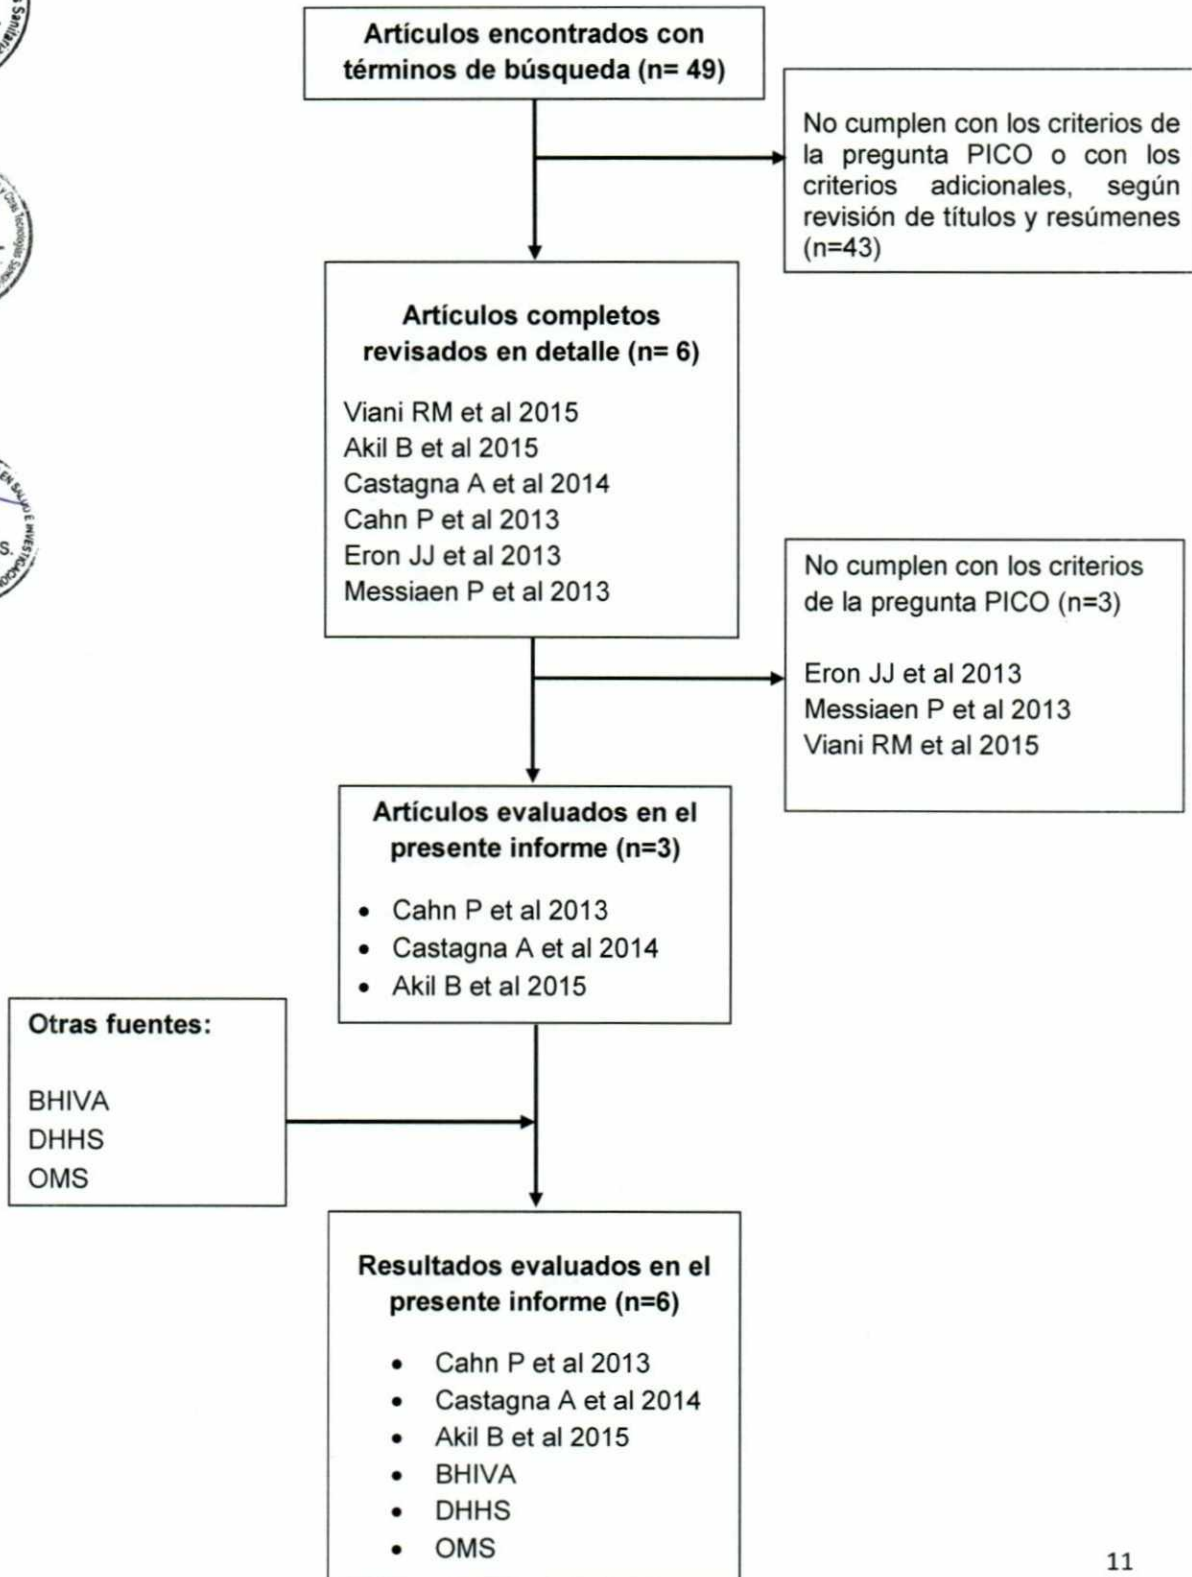 Artículos encontrados con
términos de búsqueda (n= 49)
No cumplen con los criterios de
la pregunta PICO o con los
criterios adicionales, según
revisión de títulos y resúmenes
(n=43)
Artículos completos
revisados en detalle (n= 6)
Viani RM et al 2015
Akil B et al 2015
Castagna A et al 2014
Cahn P et al 2013
Eron JJ et al 2013
Messiaen P et al 2013
No cumplen con los criterios
de la pregunta PICO (n=3)
Eron JJ et al 2013
Messiaen P et al 2013
Viani RM et al 2015
Artículos evaluados en el
presente informe (n=3)
• Cahn P et al 2013
• Castagna A et al 2014
• Akil B et al 2015
Otras fuentes:
BHIVA
DHHS
OMS
Resultados evaluados en el
presente informe (n=6)
• Cahn P et al 2013
• Castagna A et al 2014
• Akil B et al 2015
• BHIVA
• DHHS
• OMS
11